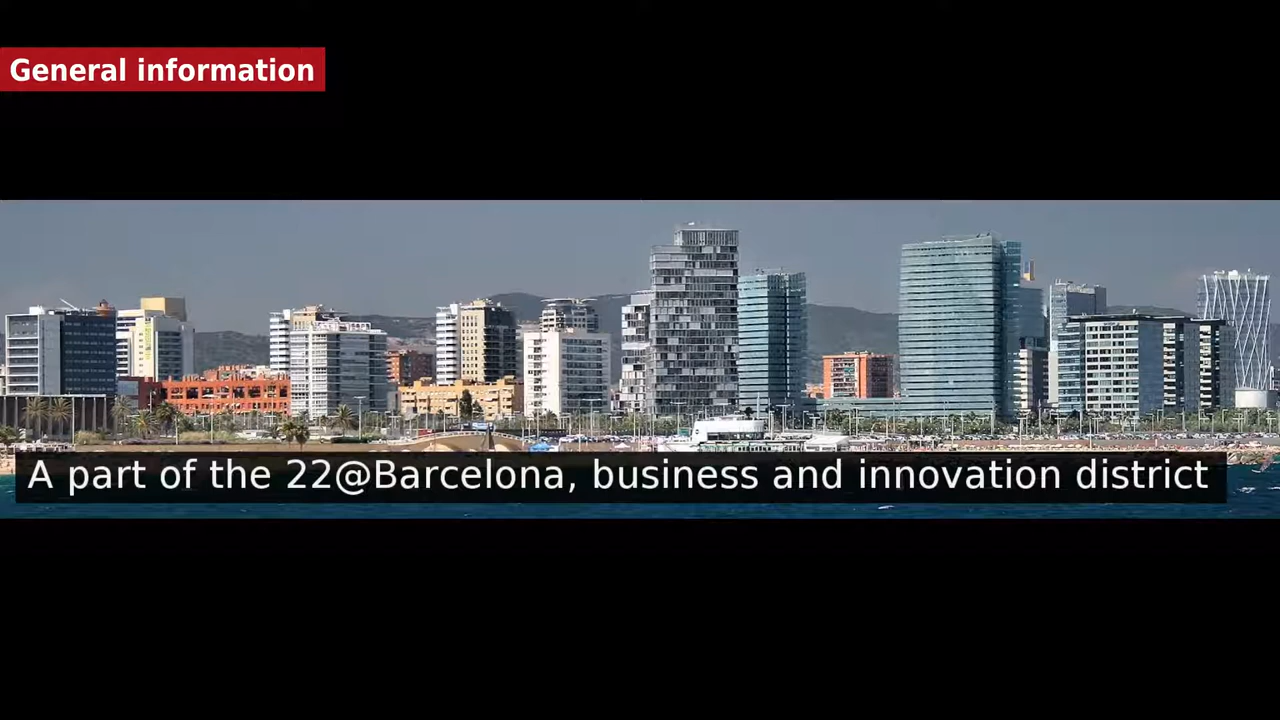 General information
A part of the 22@Barcelona, business and innovation district